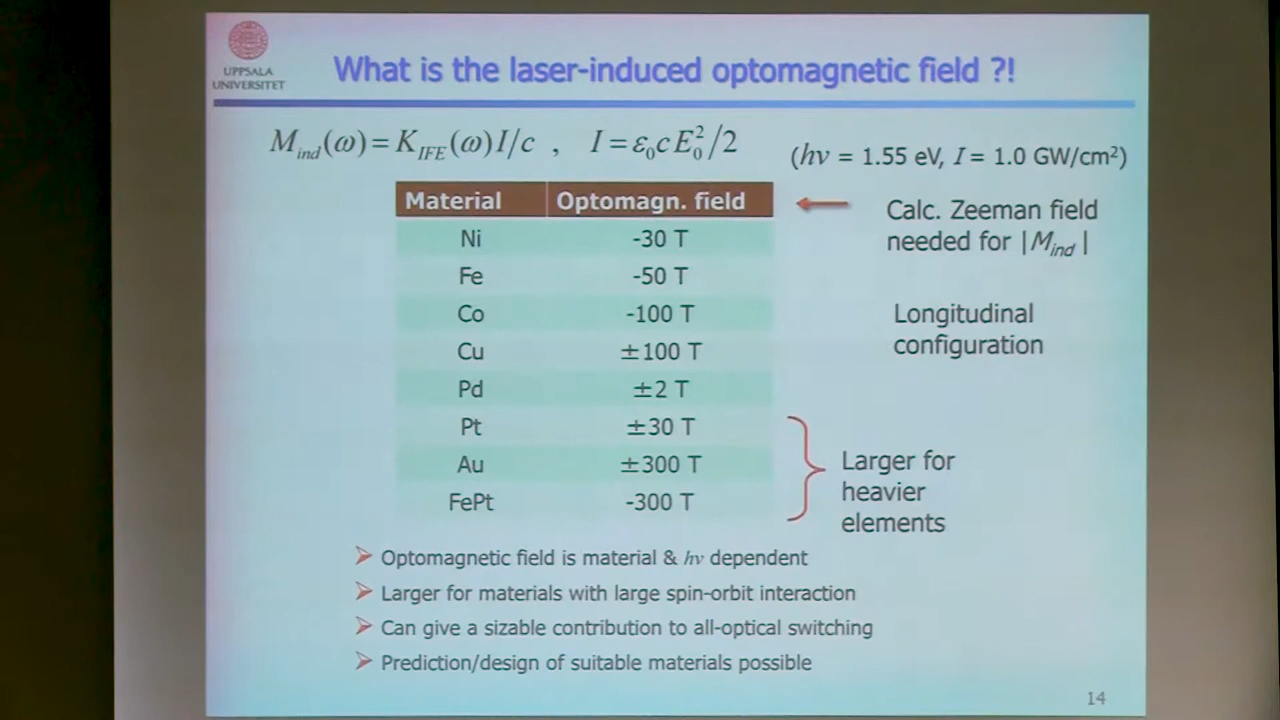 UPPSALA
UNIVERSITET
What is the laser-induced optomagnetic field ?!
M_ind(ω) = K_IFE(ω) I/c , I = ε₀cE₀²/2
(hν = 1.55 eV, I = 1.0 GW/cm²)
Material Optomagn. field
Calc. Zeeman field
needed for |M_ind|
Ni -30 T
Fe -50 T
Co -100 T
Longitudinal
configuration
Cu ±100 T
Pd ±2 T
Pt ±30 T
Au ±300 T
FePt -300 T
Larger for
heavier
elements
Optomagnetic field is material & hν dependent
Larger for materials with large spin-orbit interaction
Can give a sizable contribution to all-optical switching
Prediction/design of suitable materials possible
14